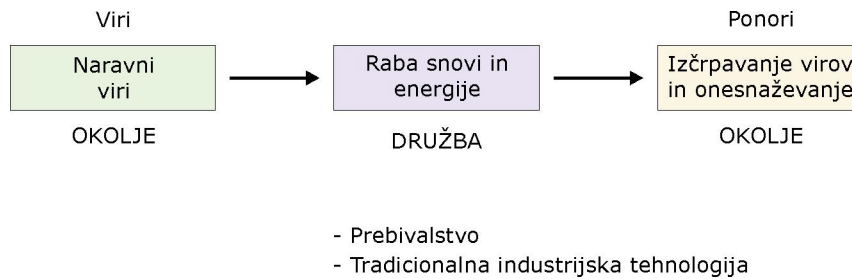 Viri
Ponori
Naravni
viri
Raba snovi in
energije
Izčrpavanje virov
in onesnaževanje
OKOLJE
DRUŽBA
OKOLJE
- Prebivalstvo
- Tradicionalna industrijska tehnologija